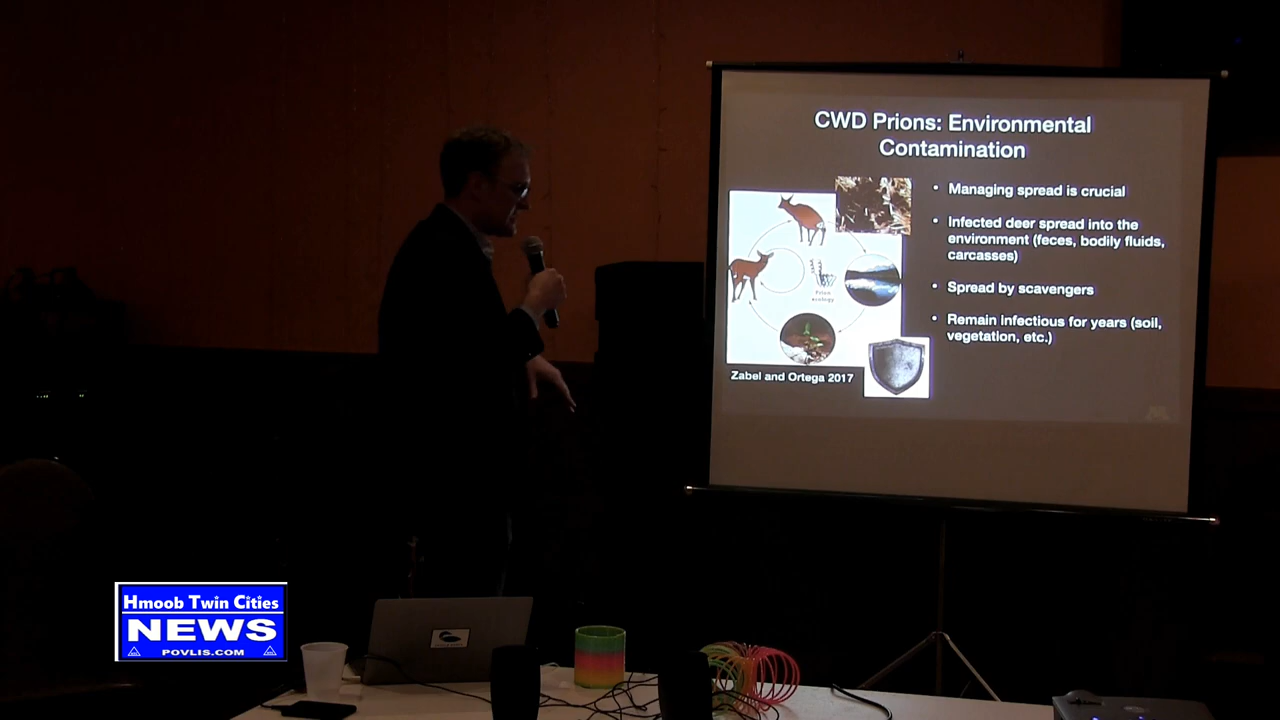 CWD Prions: Environmental
Contamination
• Managing spread is crucial
• Infected deer spread into the
environment (feces, bodily fluids,
carcasses)
• Spread by scavengers
• Remain infectious for years (soil,
vegetation, etc.)
Prion
ecology
Zabel and Ortega 2017
Hmoob Twin Cities
NEWS
POVLIS.COM